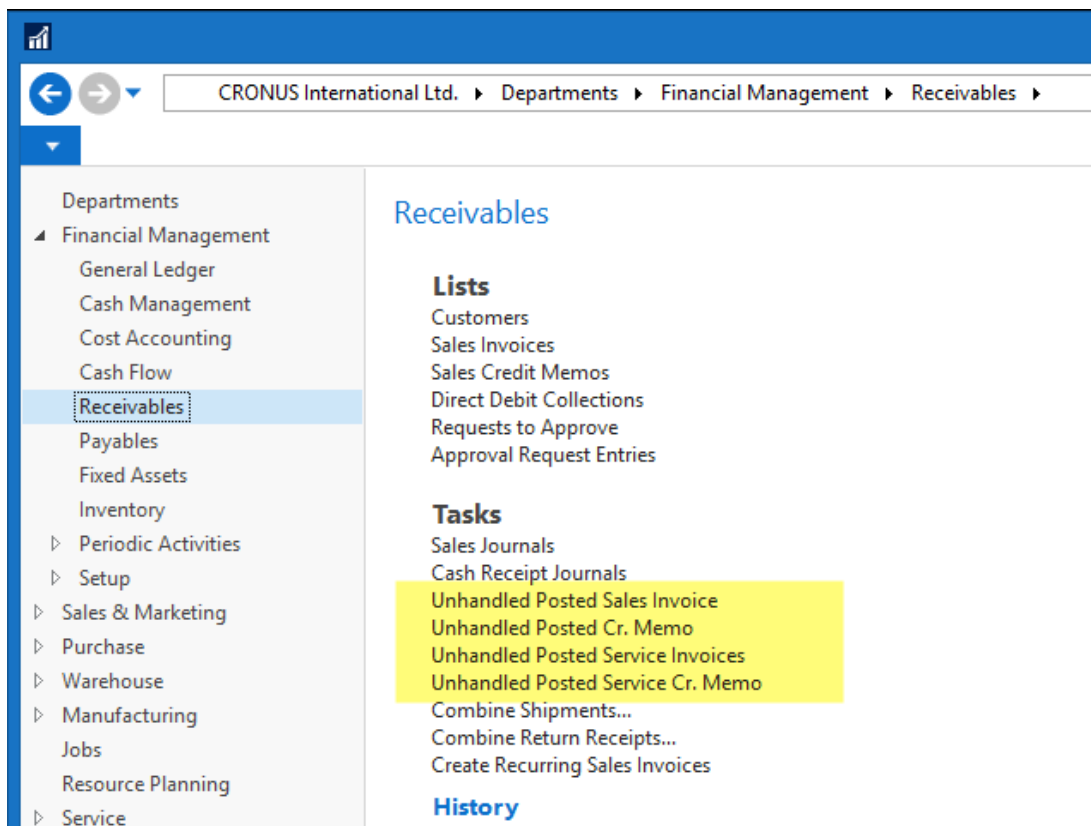 CRONUS International Ltd. ▸ Departments ▸ Financial Management ▸ Receivables ▸
Departments
Financial Management
General Ledger
Cash Management
Cost Accounting
Cash Flow
Receivables
Payables
Fixed Assets
Inventory
Periodic Activities
Setup
Sales & Marketing
Purchase
Warehouse
Manufacturing
Jobs
Resource Planning
Service
Receivables
Lists
Customers
Sales Invoices
Sales Credit Memos
Direct Debit Collections
Requests to Approve
Approval Request Entries
Tasks
Sales Journals
Cash Receipt Journals
Unhandled Posted Sales Invoice
Unhandled Posted Cr. Memo
Unhandled Posted Service Invoices
Unhandled Posted Service Cr. Memo
Combine Shipments...
Combine Return Receipts...
Create Recurring Sales Invoices
History